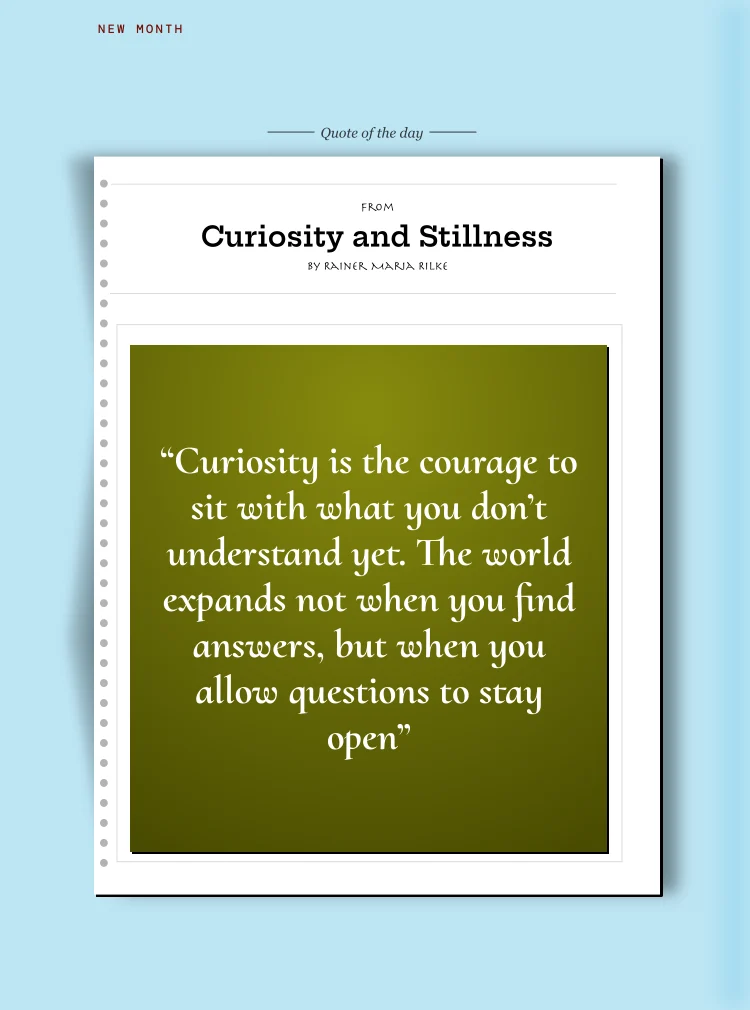 NEW MONTH
Quote of the day
FROM
Curiosity and Stillness
BY RAINER MARIA RILKE
“Curiosity is the courage to
sit with what you don’t
understand yet. The world
expands not when you find
answers, but when you
allow questions to stay
open”